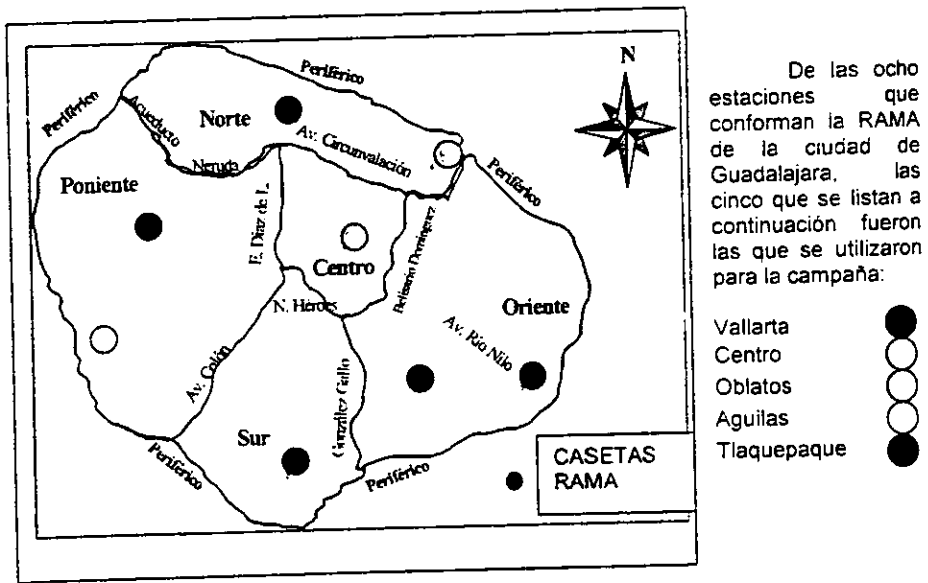 Periférico
N
Periférico
Acueducto
Norte
Av. Circunvalación
Neruda
Periférico
Poniente
E. Díaz de L.
Centro
Belisario Domínguez
N. Héroes
Oriente
Av. Río Nilo
Av. Colón
González Gallo
Sur
Periférico
Periférico
CASETAS
RAMA
De las ocho
estaciones que
conforman la RAMA
de la ciudad de
Guadalajara, las
cinco que se listan a
continuación fueron
las que se utilizaron
para la campaña:
Vallarta
Centro
Oblatos
Aguilas
Tlaquepaque